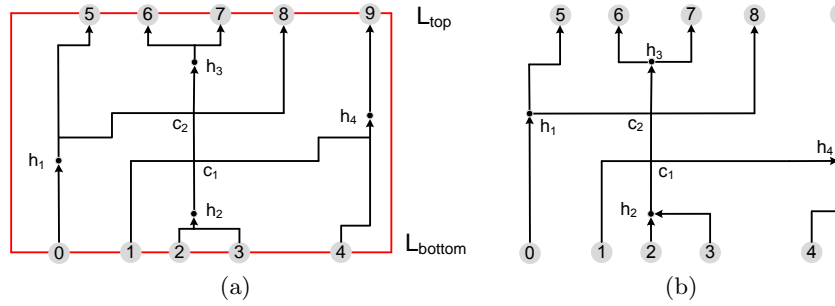 5 6 7 8 9 L_top
h_3
c_2 h_4
h_1 c_1
h_2
0 1 2 3 4 L_bottom
(a)
5 6 7 8
h_3
h_1 c_2
c_1 h_4
h_2
0 1 2 3 4
(b)